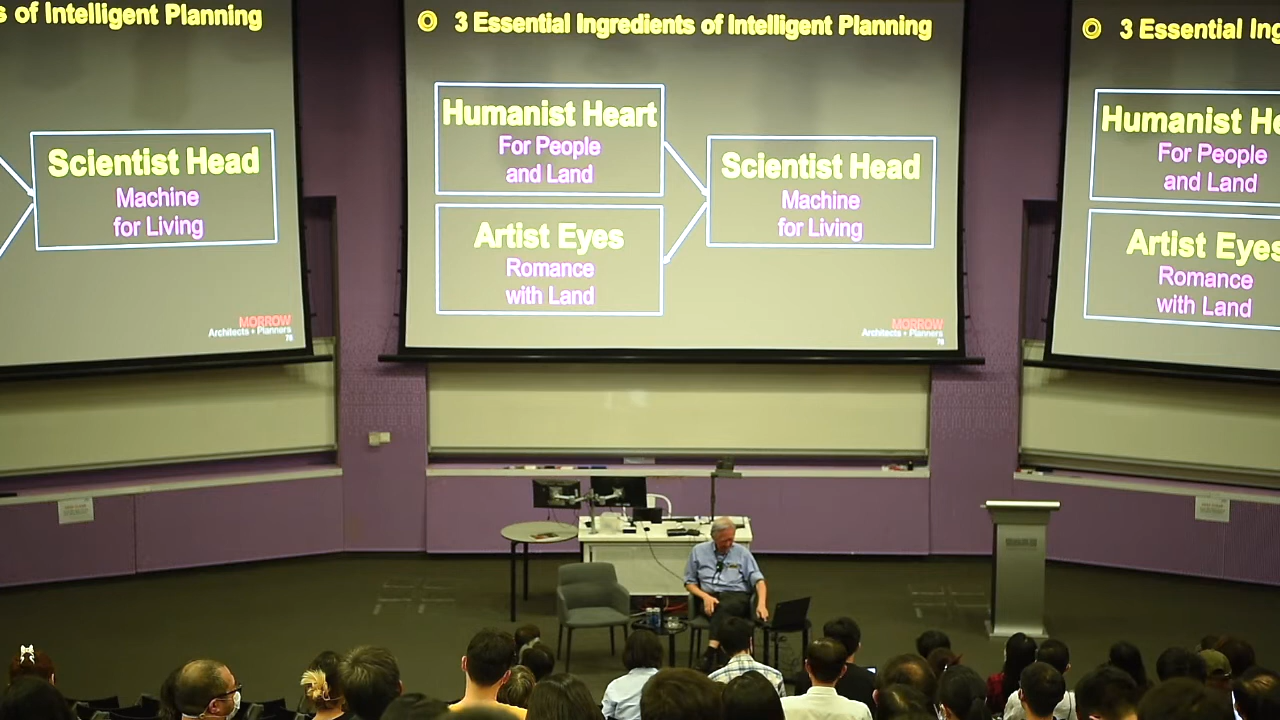 s of Intelligent Planning
Scientist Head
Machine
for Living
MORROW
Architects + Planners
76
3 Essential Ingredients of Intelligent Planning
Humanist Heart
For People
and Land
Artist Eyes
Romance
with Land
Scientist Head
Machine
for Living
MORROW
Architects + Planners
76
3 Essential Ing
Humanist He
For People
and Land
Artist Eyes
Romance
with Land